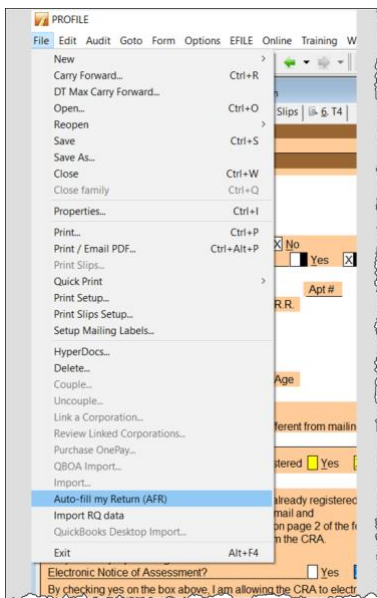 PROFILE
File Edit Audit Goto Form Options EFILE Online Training W
New
Carry Forward... Ctrl+R
DT Max Carry Forward...
Open... Ctrl+O
Reopen
Save Ctrl+S
Save As...
Close Ctrl+W
Close family Ctrl+Q
Properties... Ctrl+I
Print... Ctrl+P
Print / Email PDF... Ctrl+Alt+P
Print Slips...
Quick Print
Print Setup...
Print Slips Setup...
Setup Mailing Labels...
HyperDocs...
Delete...
Couple...
Uncouple...
Link a Corporation...
Review Linked Corporations...
Purchase OnePay...
QBOA Import...
Import...
Auto-fill my Return (AFR)
Import RQ data
QuickBooks Desktop Import...
Exit Alt+F4
Slips 6. T4
X No
Yes X
Apt #
R.R.
Age
ferent from mailin
stered Yes
already registered
mail and
on page 2 of the f
m the CRA.
Electronic Notice of Assessment? Yes
By checking yes on the box above, I am allowing the CRA to electr